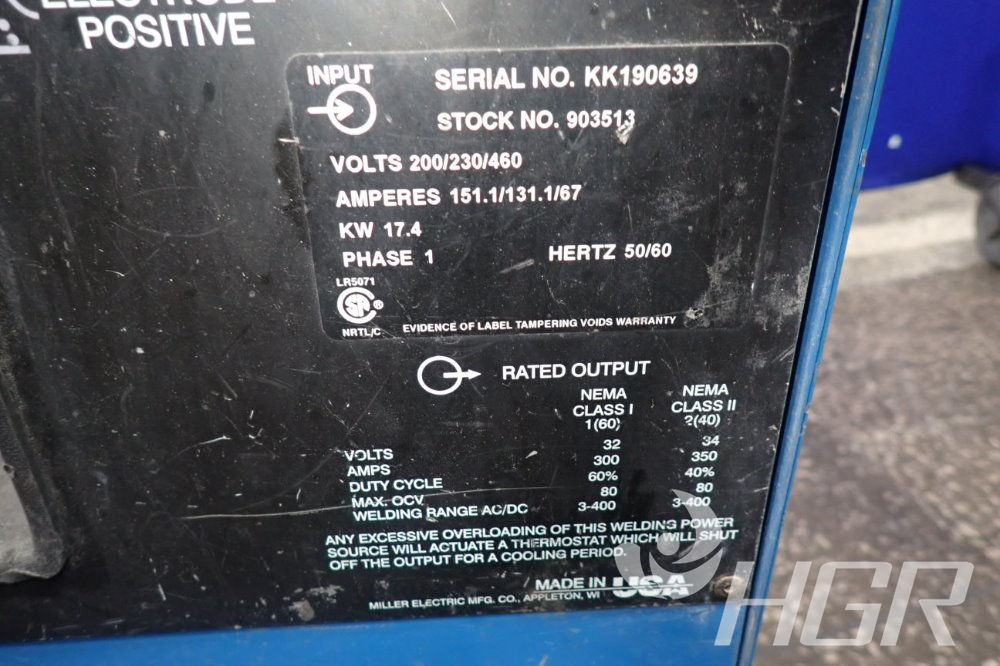 ELECTRODE
POSITIVE
INPUT
SERIAL NO. KK190639
STOCK NO. 903513
VOLTS 200/230/460
AMPERES 151.1/131.1/67
KW 17.4
PHASE 1 HERTZ 50/60
LR5071
NRTL/C
EVIDENCE OF LABEL TAMPERING VOIDS WARRANTY
RATED OUTPUT
NEMA NEMA
CLASS I CLASS II
1(60) 2(40)
VOLTS 32 34
AMPS 300 350
DUTY CYCLE 60% 40%
MAX. OCV 80 80
WELDING RANGE AC/DC 3-400 3-400
ANY EXCESSIVE OVERLOADING OF THIS WELDING POWER
SOURCE WILL ACTUATE A THERMOSTAT WHICH WILL SHUT
OFF THE OUTPUT FOR A COOLING PERIOD.
MADE IN USA
MILLER ELECTRIC MFG. CO., APPLETON, WI
HGR